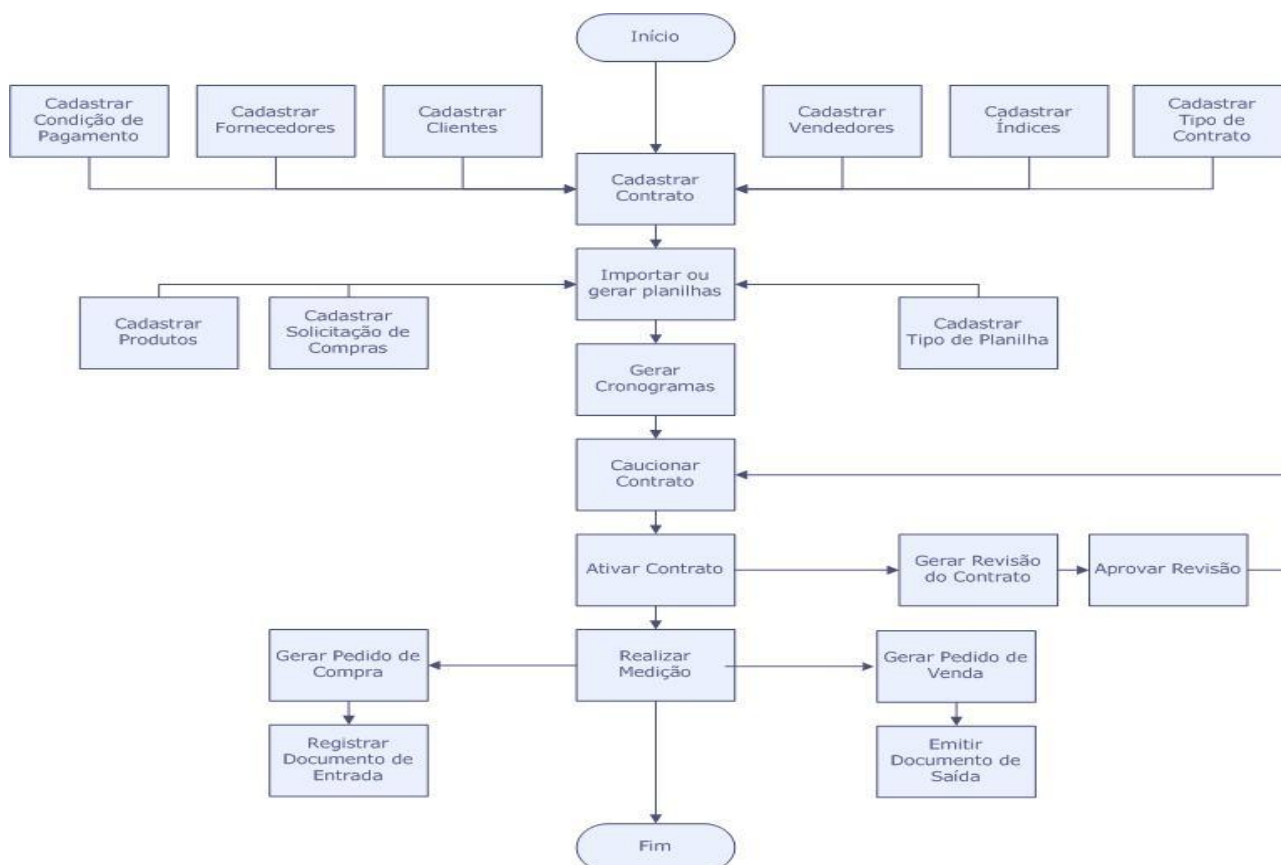 Início
Cadastrar
Condição de
Pagamento
Cadastrar
Fornecedores
Cadastrar
Clientes
Cadastrar
Vendedores
Cadastrar
Índices
Cadastrar
Tipo de
Contrato
Cadastrar
Contrato
Importar ou
gerar planilhas
Cadastrar
Produtos
Cadastrar
Solicitação de
Compras
Cadastrar
Tipo de Planilha
Gerar
Cronogramas
Caucionar
Contrato
Ativar Contrato
Gerar Revisão
do Contrato
Aprovar Revisão
Gerar Pedido de
Compra
Realizar
Medição
Gerar Pedido de
Venda
Registrar
Documento de
Entrada
Emitir
Documento de
Saída
Fim